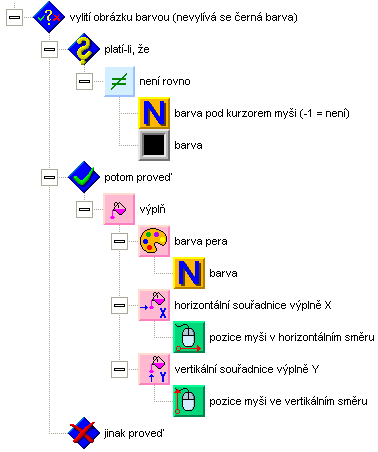 vylití obrázku barvou (nevylívá se černá barva)
platí-li, že
není rovno
N barva pod kurzorem myši (-1 = není)
barva
potom proveď
výplň
barva pera
N barva
X horizontální souřadnice výplně X
pozice myši v horizontálním směru
Y vertikální souřadnice výplně Y
pozice myši ve vertikálním směru
jinak proveď